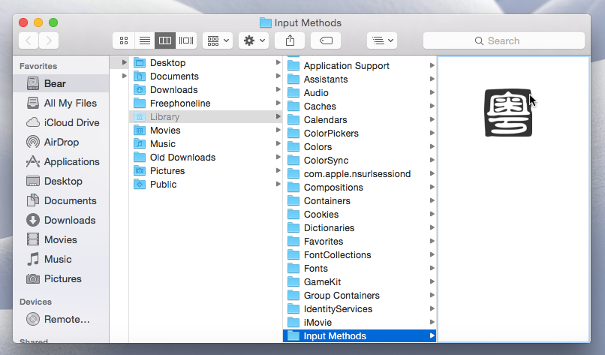 Input Methods
Search
Favorites
Bear
All My Files
iCloud Drive
AirDrop
Applications
Desktop
Documents
Downloads
Movies
Music
Pictures
Devices
Remote…
Shared
Desktop
Documents
Downloads
Freephoneline
Library
Movies
Music
Old Downloads
Pictures
Public
Application Support
Assistants
Audio
Caches
Calendars
ColorPickers
Colors
ColorSync
com.apple.nsurlsessiond
Compositions
Containers
Cookies
Dictionaries
Favorites
FontCollections
Fonts
GameKit
Group Containers
IdentityServices
iMovie
Input Methods
粵